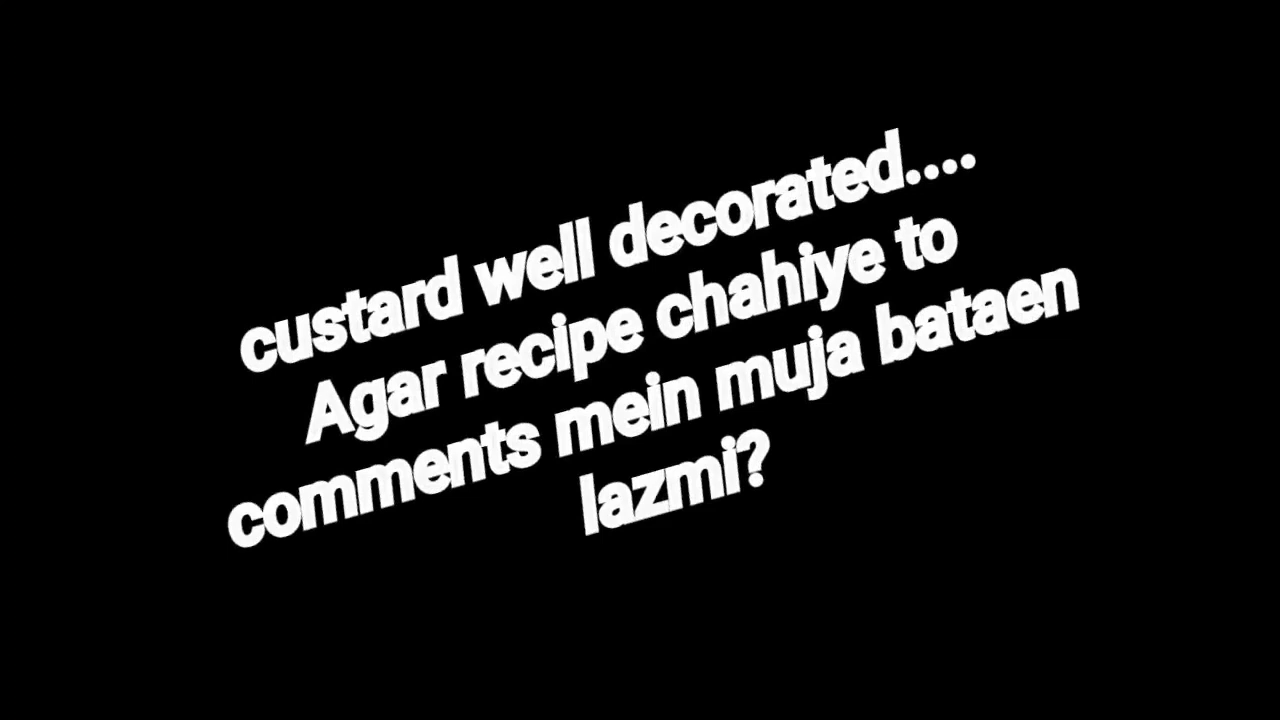 custard well decorated....
Agar recipe chahiye to
comments mein muja bataen
lazmi?